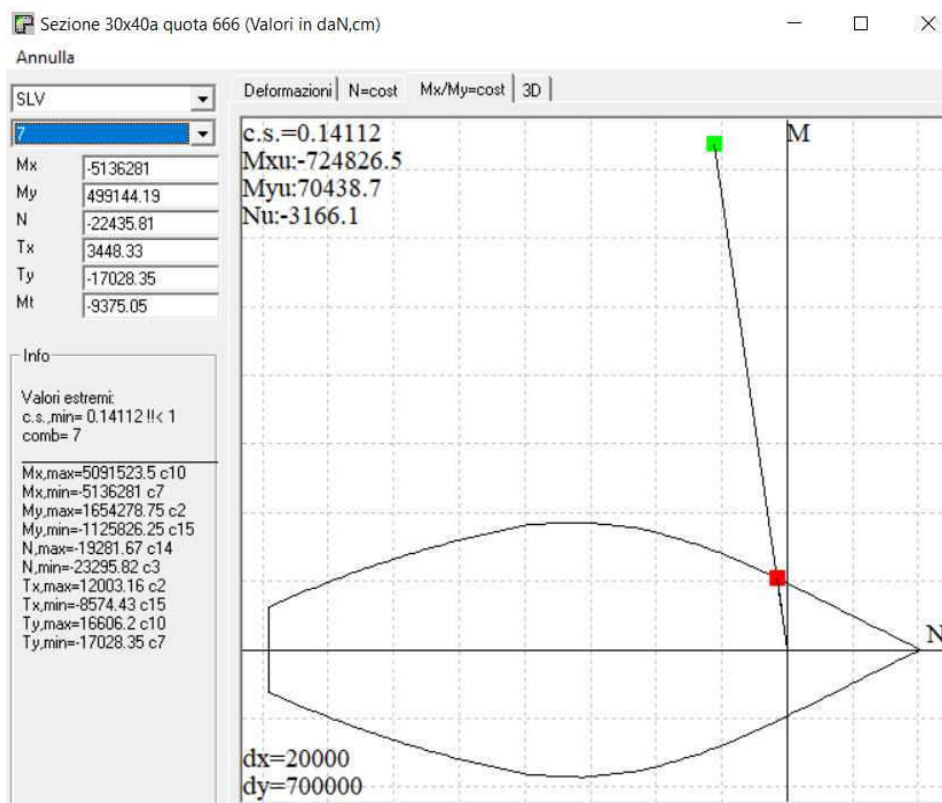 Sezione 30x40a quota 666 (Valori in daN,cm)
Annulla
SLV
7
Mx -5136281
My 499144.19
N -22435.81
Tx 3448.33
Ty -17028.35
Mt -9375.05
Info
Valori estremi:
c.s.,min= 0.14112 !!< 1
comb= 7
Mx,max=5091523.5 c10
Mx,min=-5136281 c7
My,max=1654278.75 c2
My,min=-1125826.25 c15
N,max=-19281.67 c14
N,min=-23295.82 c3
Tx,max=12003.16 c2
Tx,min=-8574.43 c15
Ty,max=16606.2 c10
Ty,min=-17028.35 c7
Deformazioni N=cost Mx/My=cost 3D
c.s.=0.14112
Mxu:-724826.5
Myu:70438.7
Nu:-3166.1
M
N
dx=20000
dy=700000